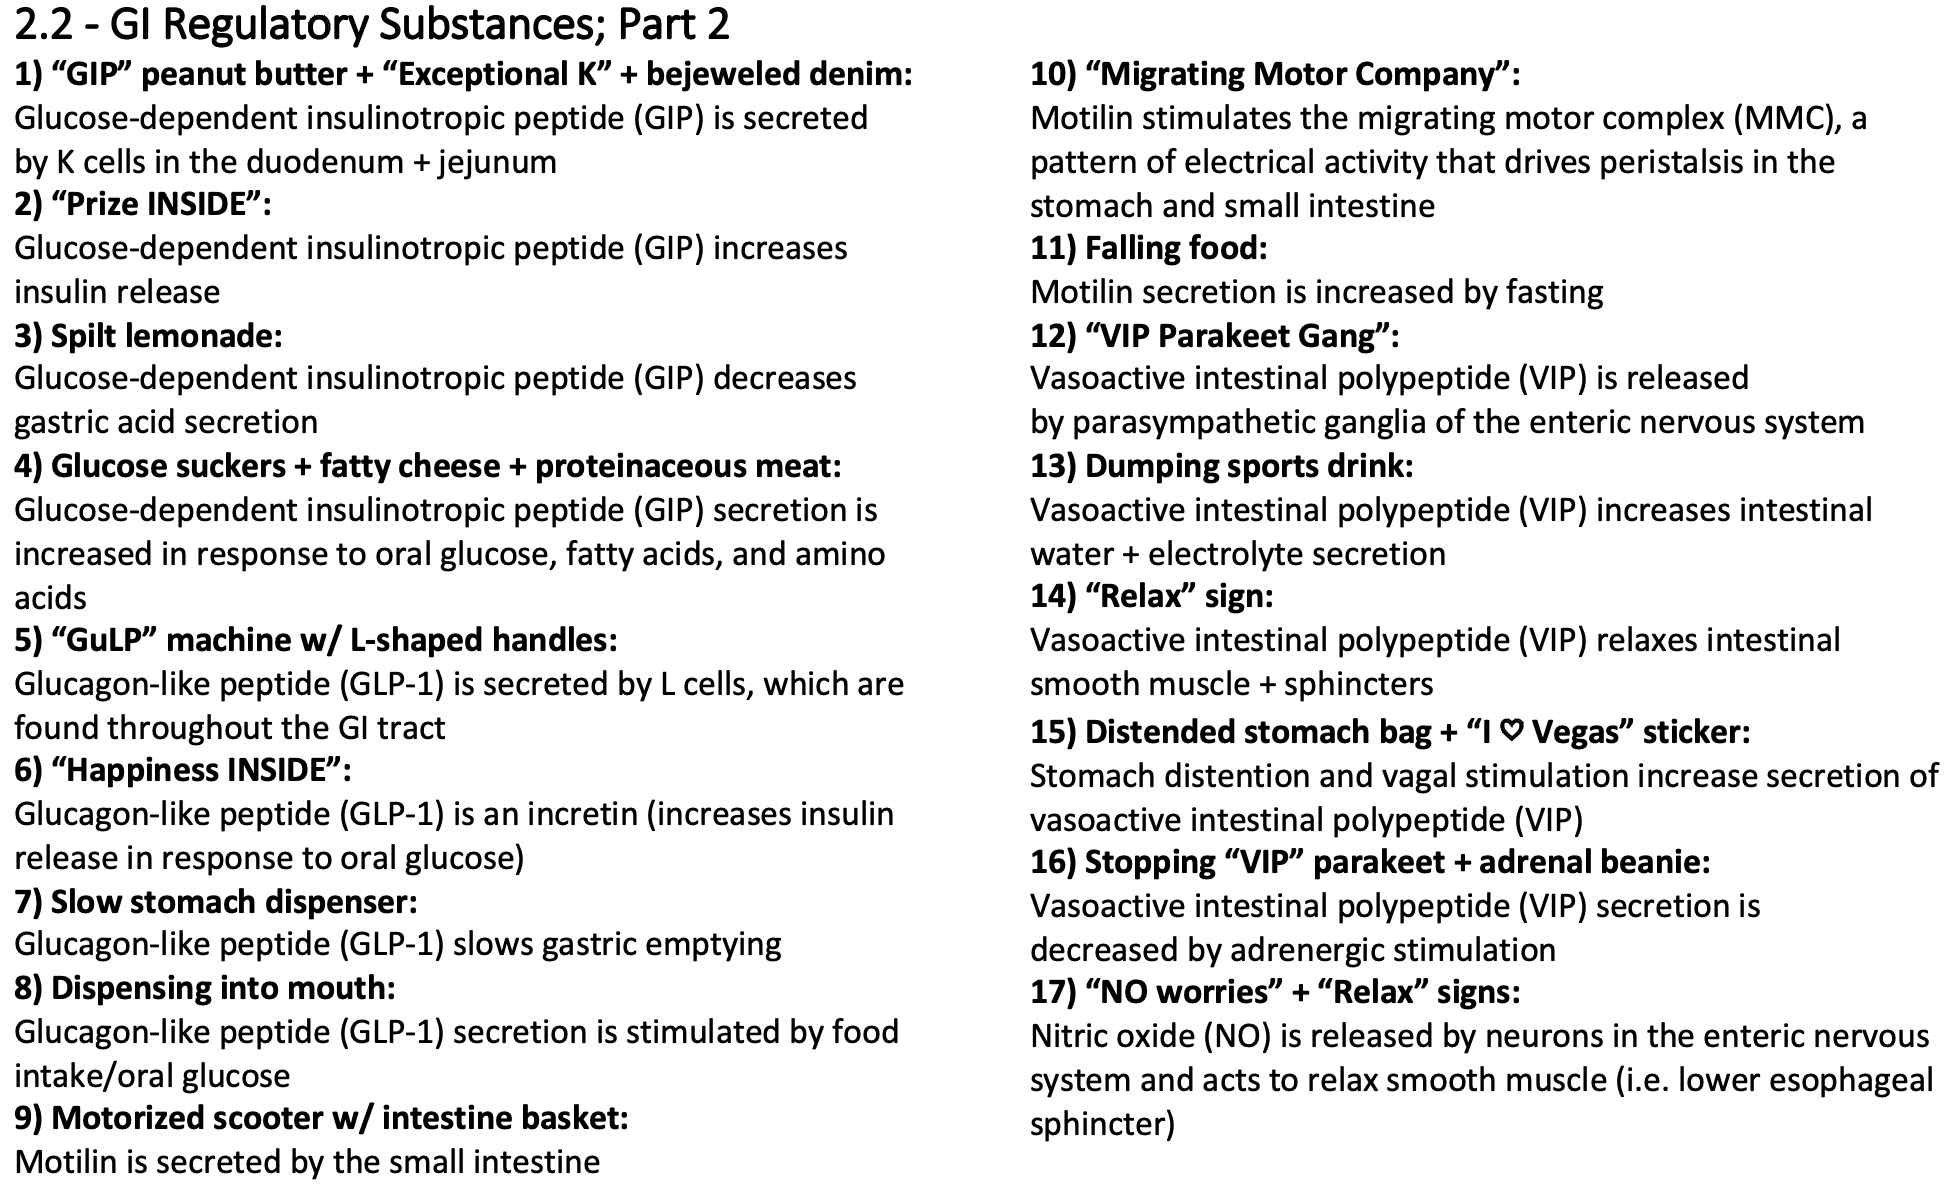 2.2 - GI Regulatory Substances; Part 2
1) “GIP” peanut butter + “Exceptional K” + bejeweled denim:
Glucose-dependent insulinotropic peptide (GIP) is secreted
by K cells in the duodenum + jejunum
2) “Prize INSIDE”:
Glucose-dependent insulinotropic peptide (GIP) increases
insulin release
3) Spilt lemonade:
Glucose-dependent insulinotropic peptide (GIP) decreases
gastric acid secretion
4) Glucose suckers + fatty cheese + proteinaceous meat:
Glucose-dependent insulinotropic peptide (GIP) secretion is
increased in response to oral glucose, fatty acids, and amino
acids
5) “GuLP” machine w/ L-shaped handles:
Glucagon-like peptide (GLP-1) is secreted by L cells, which are
found throughout the GI tract
6) “Happiness INSIDE”:
Glucagon-like peptide (GLP-1) is an incretin (increases insulin
release in response to oral glucose)
7) Slow stomach dispenser:
Glucagon-like peptide (GLP-1) slows gastric emptying
8) Dispensing into mouth:
Glucagon-like peptide (GLP-1) secretion is stimulated by food
intake/oral glucose
9) Motorized scooter w/ intestine basket:
Motilin is secreted by the small intestine
10) “Migrating Motor Company”:
Motilin stimulates the migrating motor complex (MMC), a
pattern of electrical activity that drives peristalsis in the
stomach and small intestine
11) Falling food:
Motilin secretion is increased by fasting
12) “VIP Parakeet Gang”:
Vasoactive intestinal polypeptide (VIP) is released
by parasympathetic ganglia of the enteric nervous system
13) Dumping sports drink:
Vasoactive intestinal polypeptide (VIP) increases intestinal
water + electrolyte secretion
14) “Relax” sign:
Vasoactive intestinal polypeptide (VIP) relaxes intestinal
smooth muscle + sphincters
15) Distended stomach bag + “I ♡ Vegas” sticker:
Stomach distention and vagal stimulation increase secretion of
vasoactive intestinal polypeptide (VIP)
16) Stopping “VIP” parakeet + adrenal beanie:
Vasoactive intestinal polypeptide (VIP) secretion is
decreased by adrenergic stimulation
17) “NO worries” + “Relax” signs:
Nitric oxide (NO) is released by neurons in the enteric nervous
system and acts to relax smooth muscle (i.e. lower esophageal
sphincter)